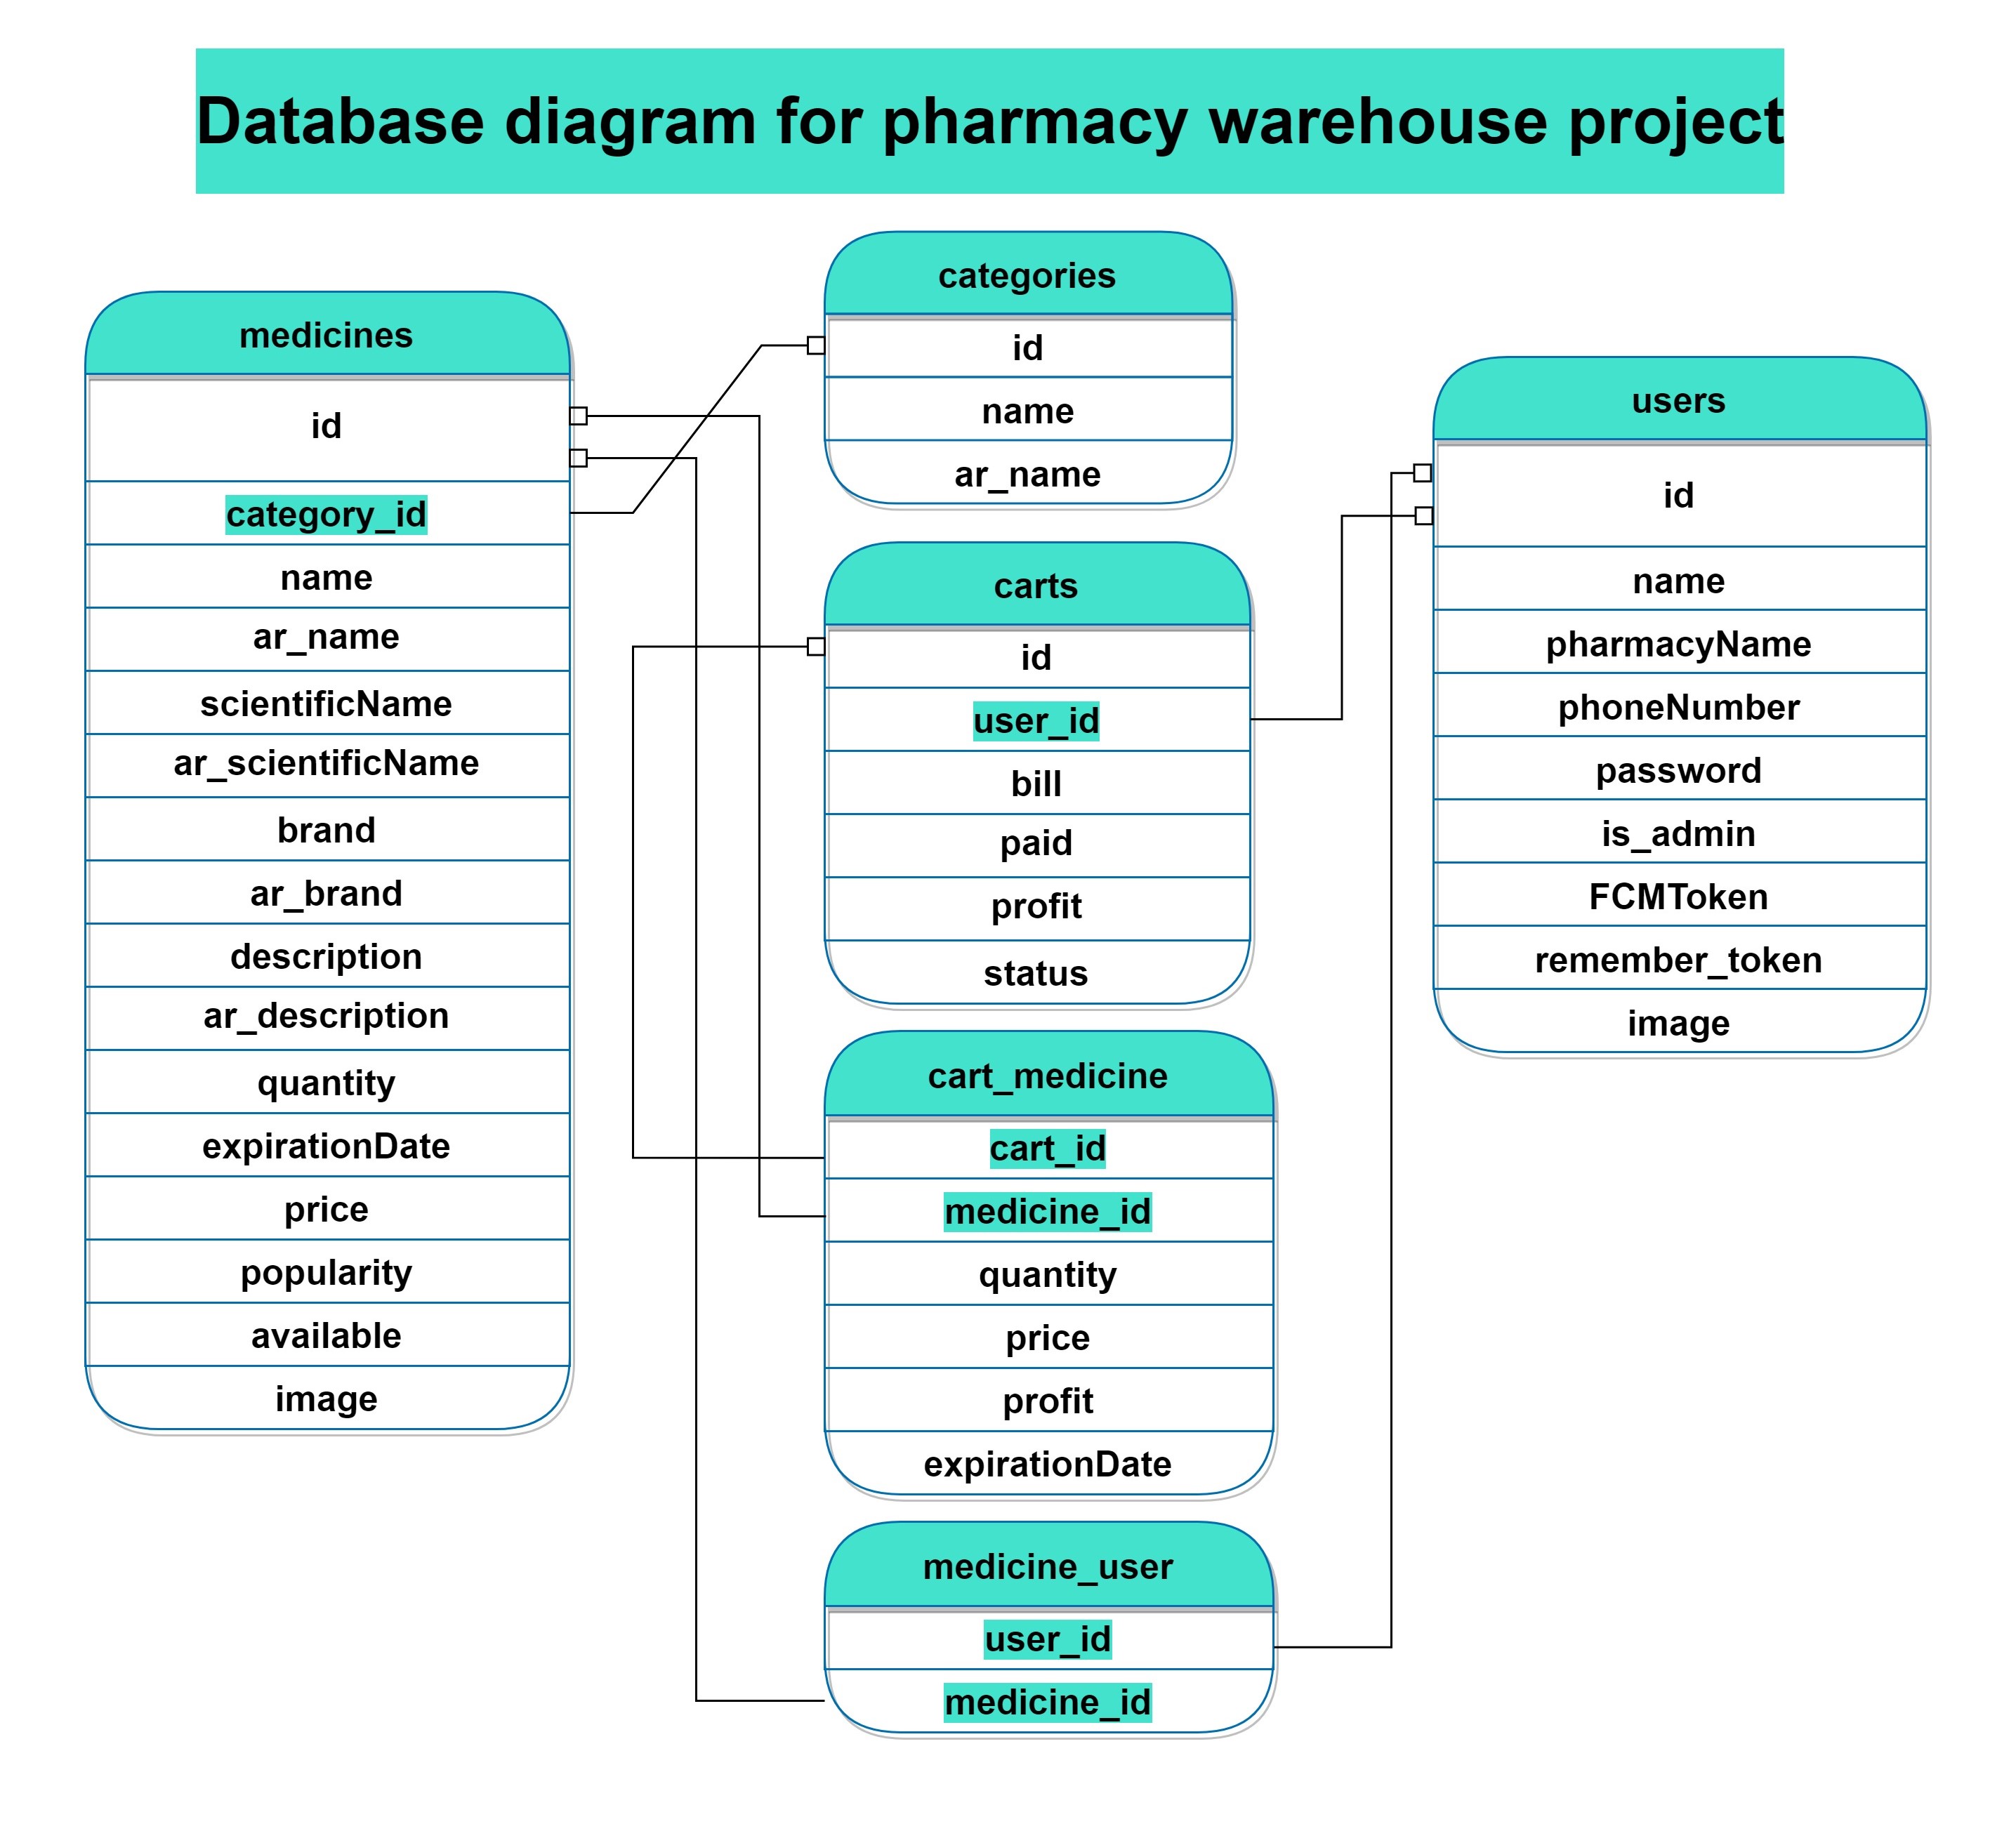 Database diagram for pharmacy warehouse project
medicines
id
category_id
name
ar_name
scientificName
ar_scientificName
brand
ar_brand
description
ar_description
quantity
expirationDate
price
popularity
available
image
categories
id
name
ar_name
carts
id
user_id
bill
paid
profit
status
cart_medicine
cart_id
medicine_id
quantity
price
profit
expirationDate
medicine_user
user_id
medicine_id
users
id
name
pharmacyName
phoneNumber
password
is_admin
FCMToken
remember_token
image